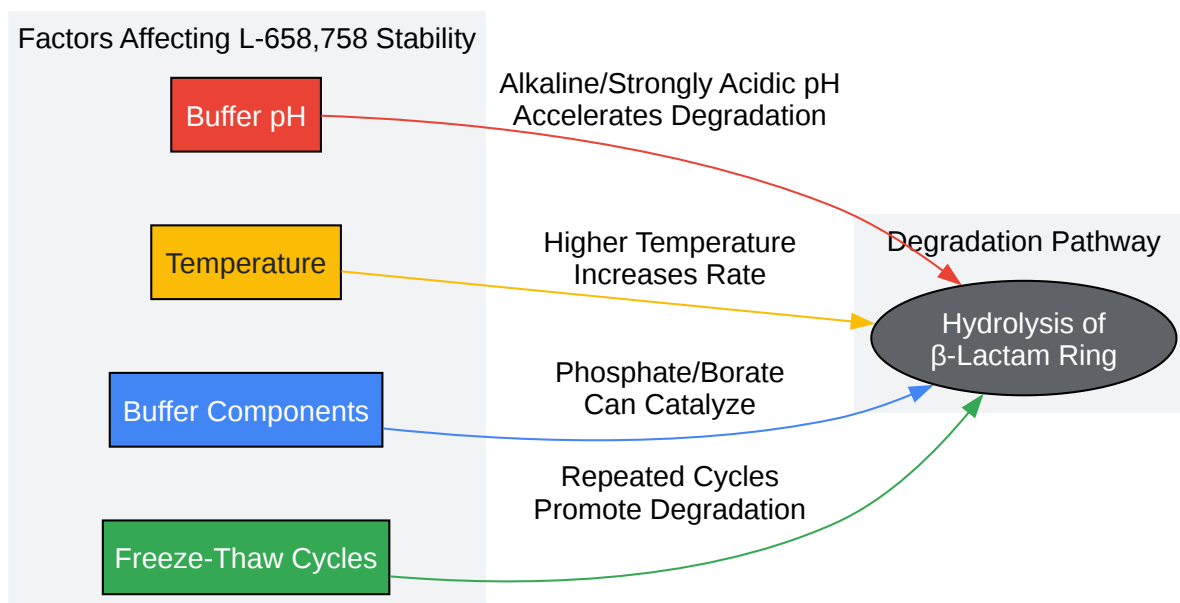 Factors Affecting L-658,758 Stability
Buffer pH
Alkaline/Strongly Acidic pH
Accelerates Degradation
Temperature
Higher Temperature
Increases Rate
Degradation Pathway
Hydrolysis of
β-Lactam Ring
Buffer Components
Phosphate/Borate
Can Catalyze
Freeze-Thaw Cycles
Repeated Cycles
Promote Degradation